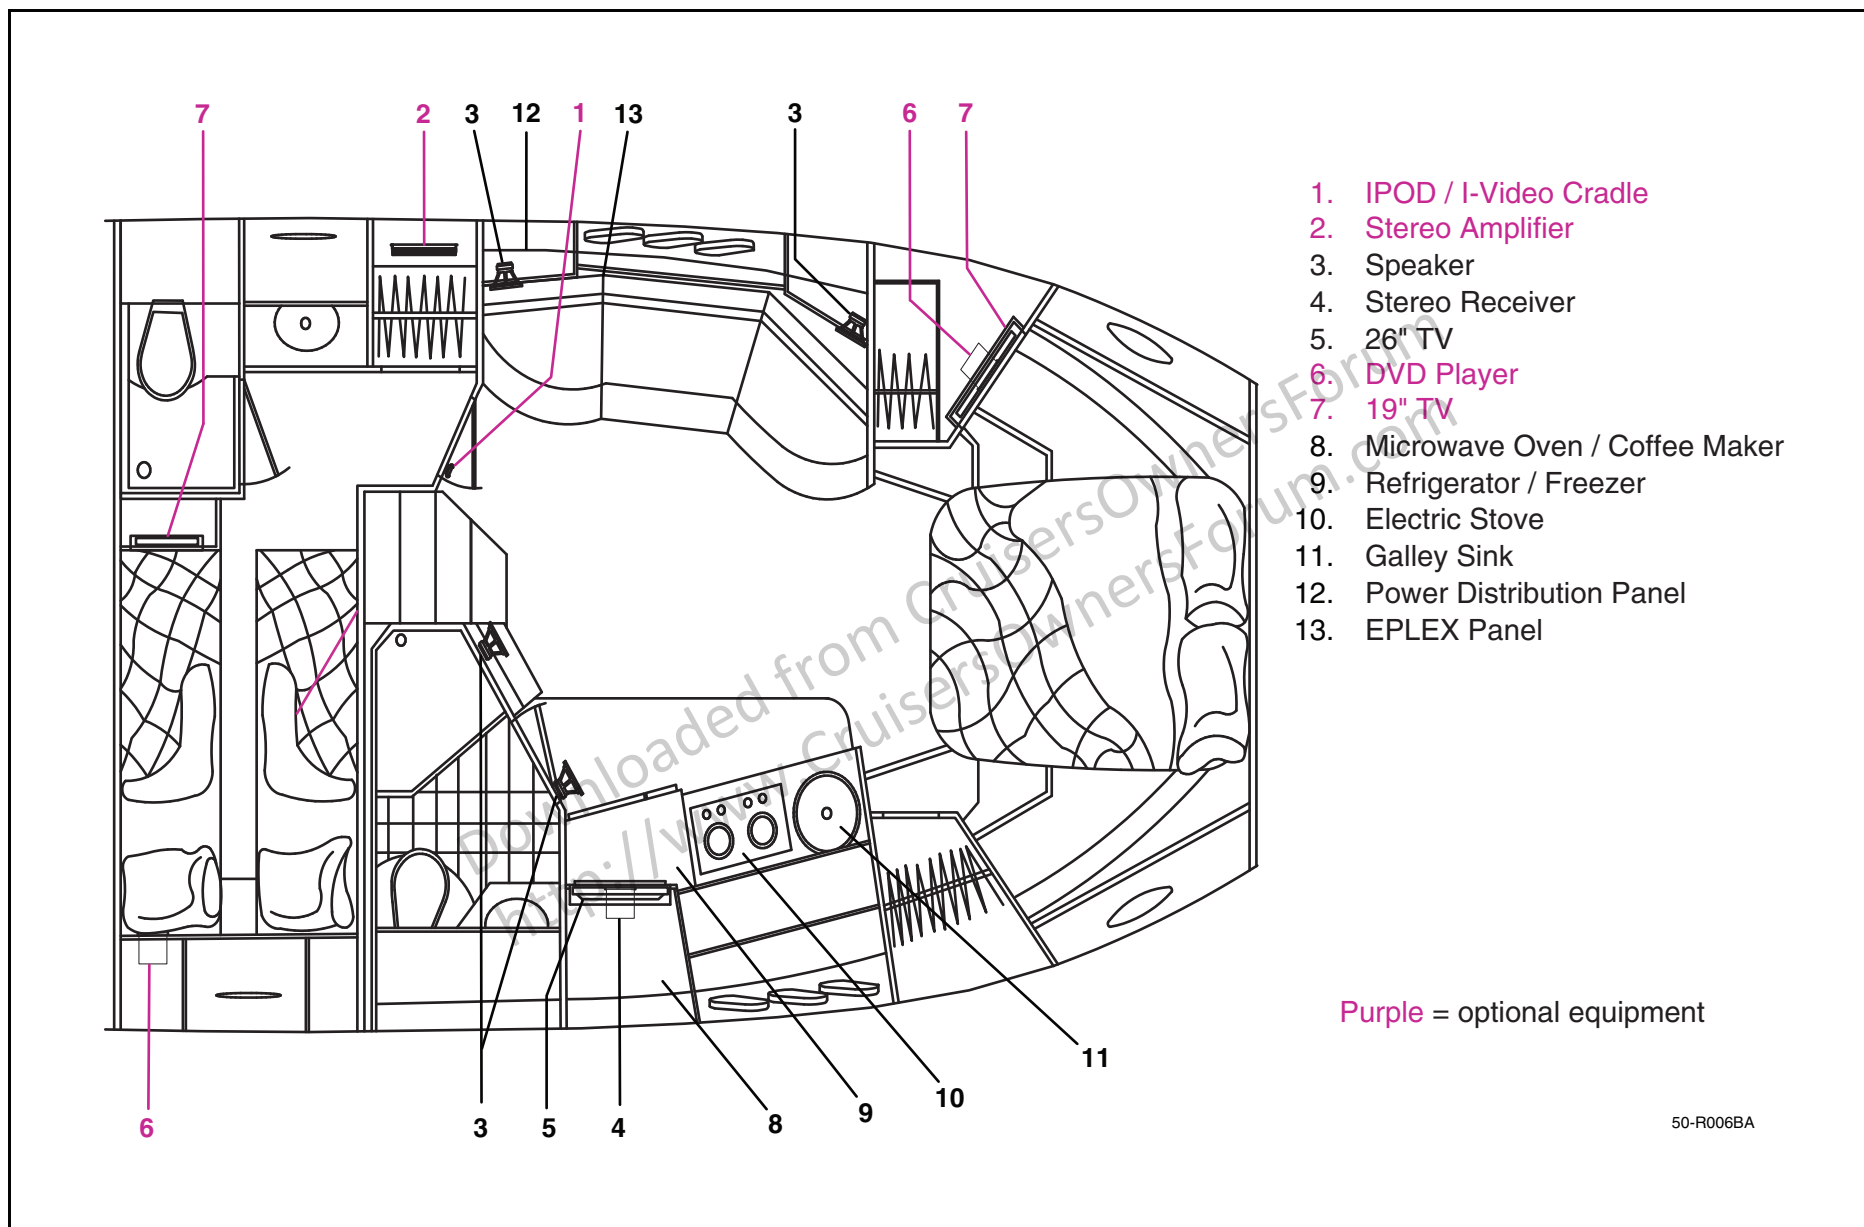 7 2 3 12 1 13 3 6 7
1. IPOD / I-Video Cradle
2. Stereo Amplifier
3. Speaker
4. Stereo Receiver
5. 26" TV
6. DVD Player
7. 19" TV
8. Microwave Oven / Coffee Maker
9. Refrigerator / Freezer
10. Electric Stove
11. Galley Sink
12. Power Distribution Panel
13. EPLEX Panel
Downloaded from CruisersOwnersForum
http://www.CruisersOwnersForum.com
Purple = optional equipment
11
10
9
8
6 3 5 4
50-R006BA